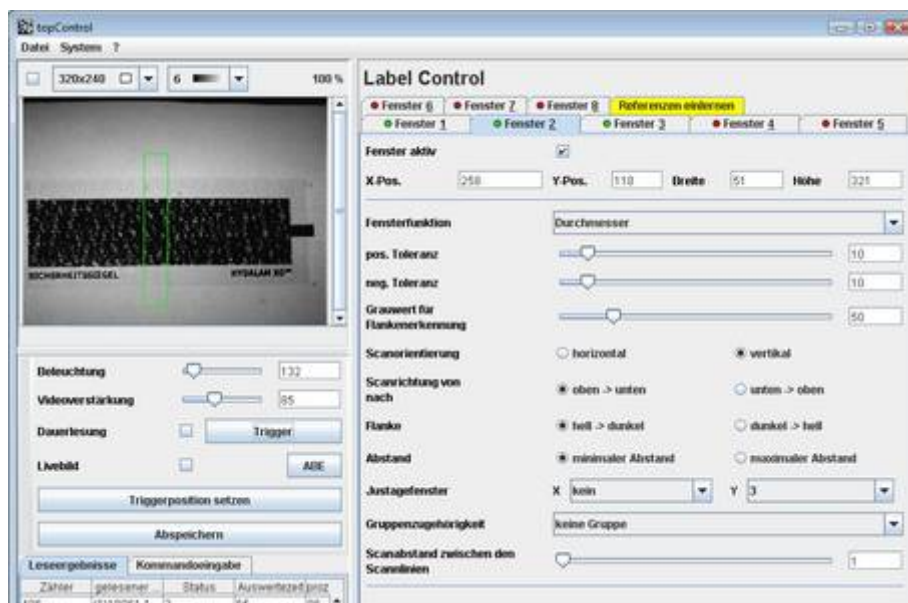 topControl
Datei System ?
320x240 6 100 %
SICHERHEITSSIEGEL
Beleuchtung 132
Videoverstärkung 85
Dauerlesung Trigger
Livebild ABE
Triggerposition setzen
Abspeichern
Leseergebnisse Kommandoeingabe
Zähler gelesener ... Status Auswertezeit proz
Label Control
Fenster 6 Fenster 7 Fenster 8 Referenzen einlernen
Fenster 1 Fenster 2 Fenster 3 Fenster 4 Fenster 5
Fenster aktiv
X-Pos. 258 Y-Pos. 118 Breite 51 Höhe 321
Fensterfunktion Durchmesser
pos. Toleranz 10
neg. Toleranz 10
Grauwert für
Flankenerkennung 50
Scanorientierung horizontal vertikal
Scanrichtung von
nach oben -> unten unten -> oben
Flanke hell -> dunkel dunkel -> hell
Abstand minimaler Abstand maximaler Abstand
Justagefenster X kein Y 3
Gruppenzugehörigkeit keine Gruppe
Scanabstand zwischen den
Scannlinien 1